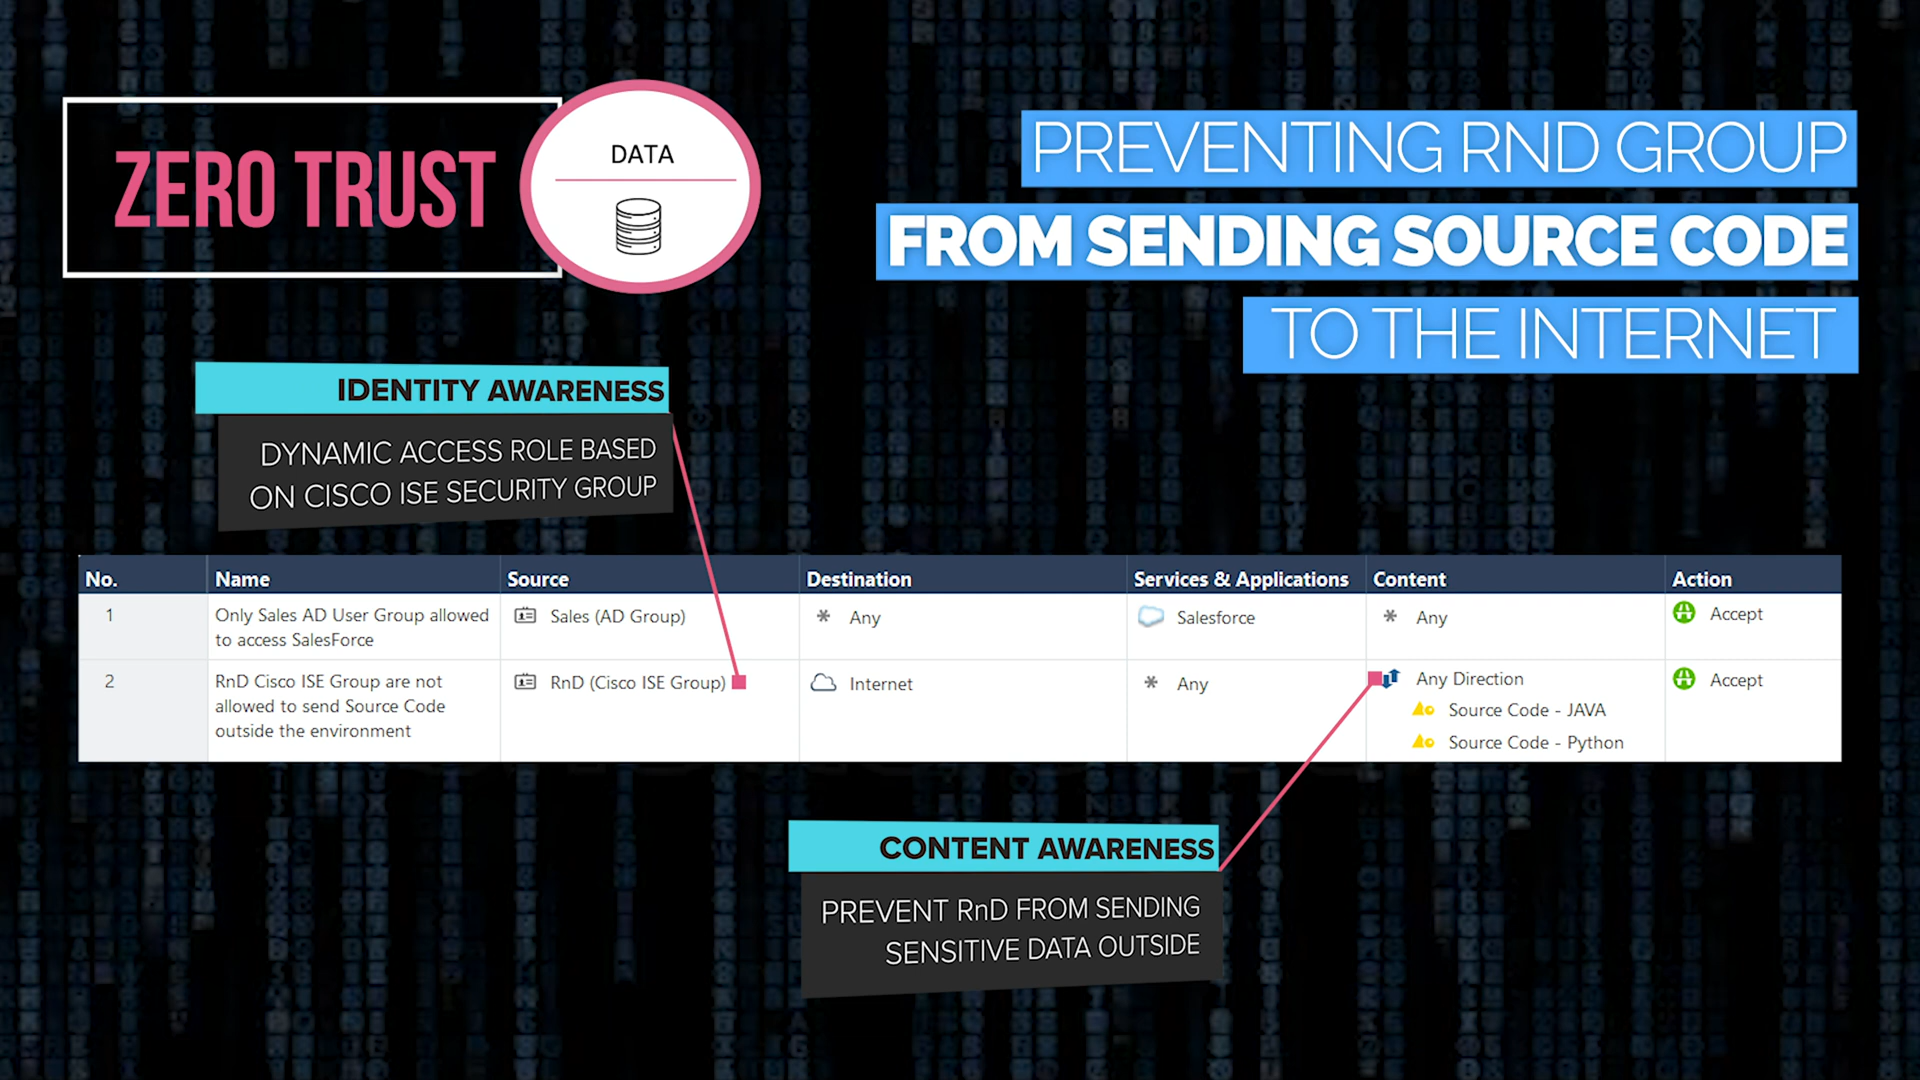 ZERO TRUST
DATA
PREVENTING RND GROUP
FROM SENDING SOURCE CODE
TO THE INTERNET
IDENTITY AWARENESS
DYNAMIC ACCESS ROLE BASED
ON CISCO ISE SECURITY GROUP
No. Name Source Destination Services & Applications Content Action
1 Only Sales AD User Group allowed Sales (AD Group) * Any Salesforce * Any Accept
to access SalesForce
2 RnD Cisco ISE Group are not RnD (Cisco ISE Group) Internet * Any Any Direction Accept
allowed to send Source Code Source Code - JAVA
outside the environment Source Code - Python
CONTENT AWARENESS
PREVENT RnD FROM SENDING
SENSITIVE DATA OUTSIDE